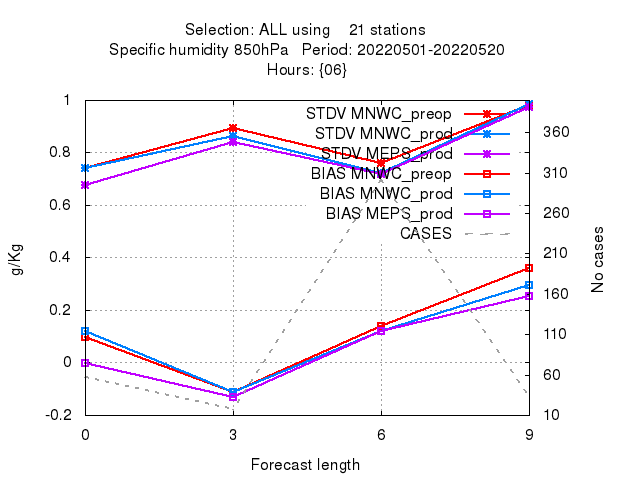 Selection: ALL using    21 stations
Specific humidity 850hPa   Period: 20220501-20220520
Hours: {06}
1
0.8
0.6
0.4
0.2
0
-0.2
g/Kg
STDV MNWC_preop
STDV MNWC_prod
STDV MEPS_prod
BIAS MNWC_preop
BIAS MNWC_prod
BIAS MEPS_prod
CASES
360
310
260
210
160
110
60
10
No cases
0 3 6 9
Forecast length